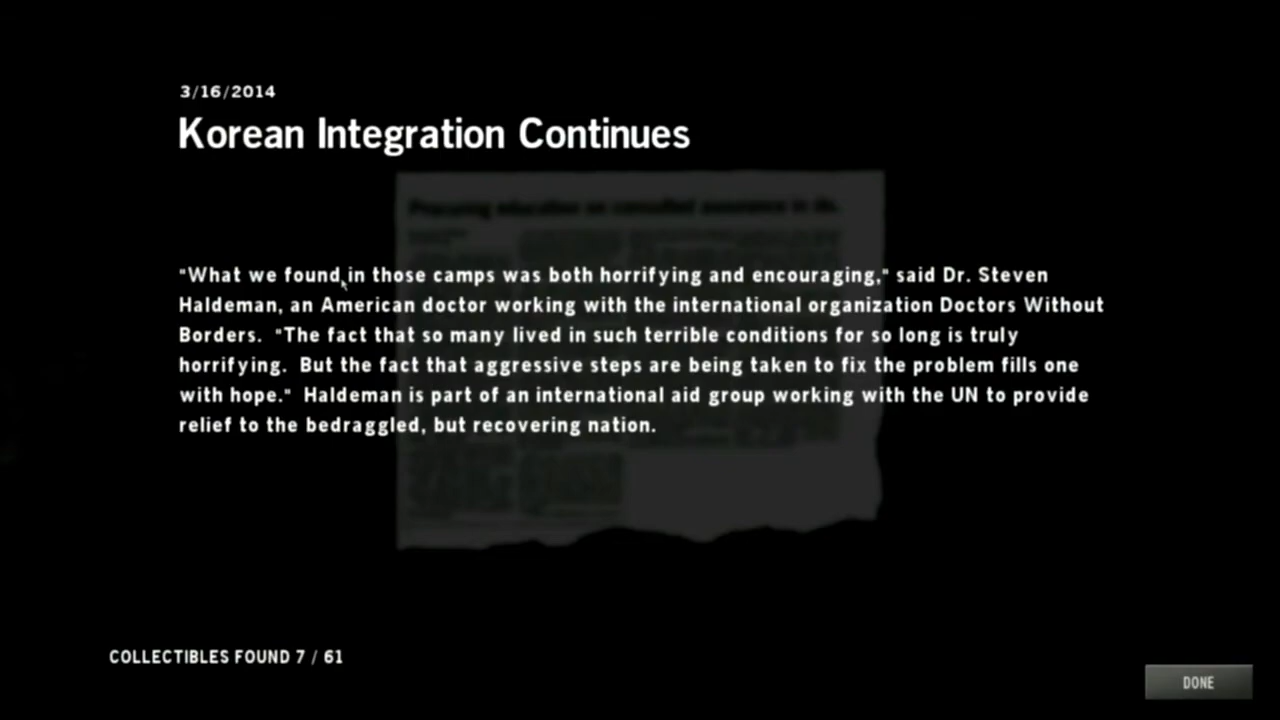 3/16/2014
Korean Integration Continues
"What we found in those camps was both horrifying and encouraging," said Dr. Steven
Haldeman, an American doctor working with the international organization Doctors Without
Borders.  "The fact that so many lived in such terrible conditions for so long is truly
horrifying.  But the fact that aggressive steps are being taken to fix the problem fills one
with hope."  Haldeman is part of an international aid group working with the UN to provide
relief to the bedraggled, but recovering nation.
COLLECTIBLES FOUND 7 / 61
DONE